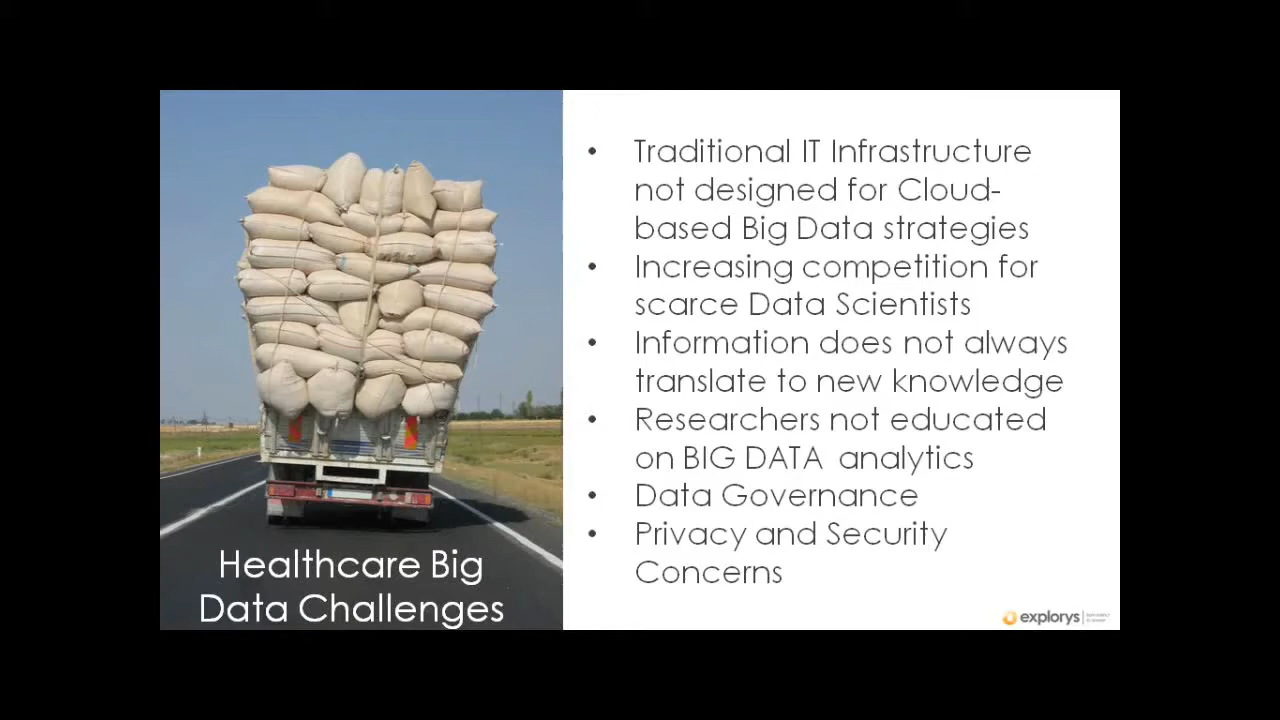 Healthcare Big
Data Challenges
• Traditional IT Infrastructure
not designed for Cloud-
based Big Data strategies
• Increasing competition for
scarce Data Scientists
• Information does not always
translate to new knowledge
• Researchers not educated
on BIG DATA analytics
• Data Governance
• Privacy and Security
Concerns
explorys